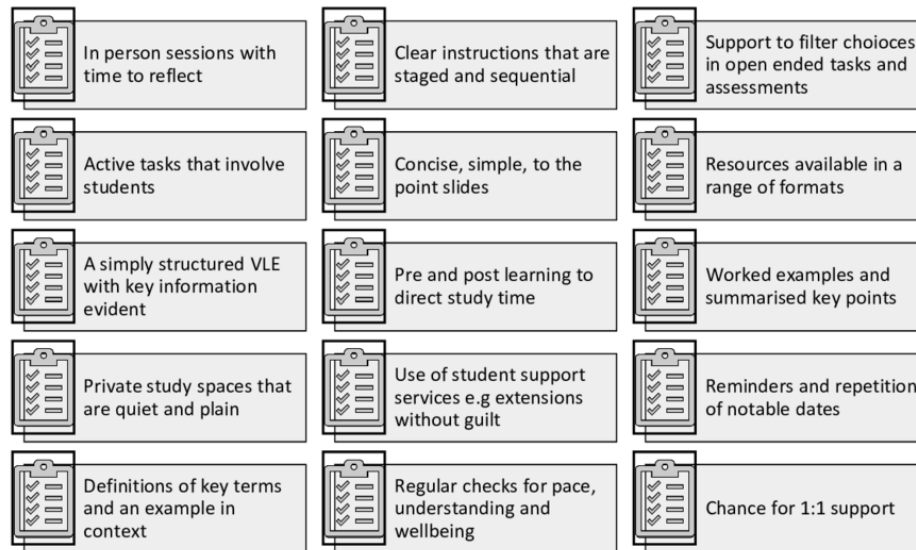 In person sessions with
time to reflect
Clear instructions that are
staged and sequential
Support to filter choioces
in open ended tasks and
assessments
Active tasks that involve
students
Concise, simple, to the
point slides
Resources available in a
range of formats
A simply structured VLE
with key information
evident
Pre and post learning to
direct study time
Worked examples and
summarised key points
Private study spaces that
are quiet and plain
Use of student support
services e.g extensions
without guilt
Reminders and repetition
of notable dates
Definitions of key terms
and an example in
context
Regular checks for pace,
understanding and
wellbeing
Chance for 1:1 support